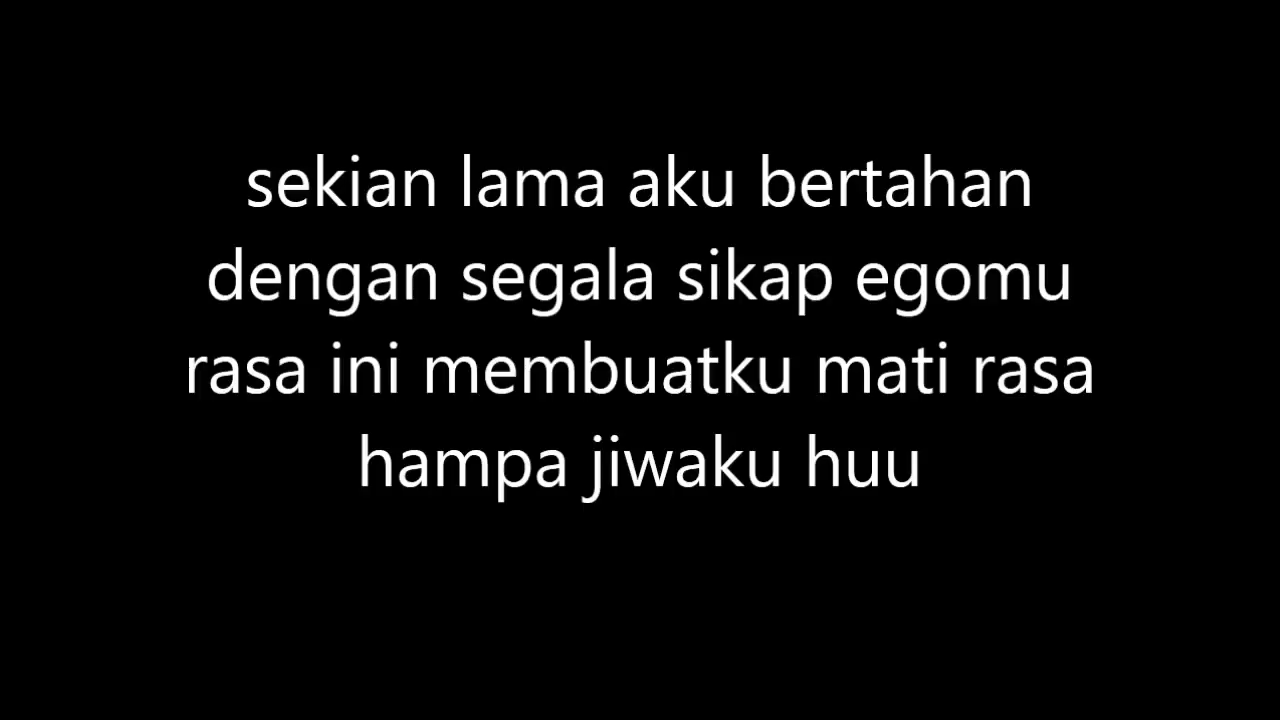 sekian lama aku bertahan
dengan segala sikap egomu
rasa ini membuatku mati rasa
hampa jiwaku huu